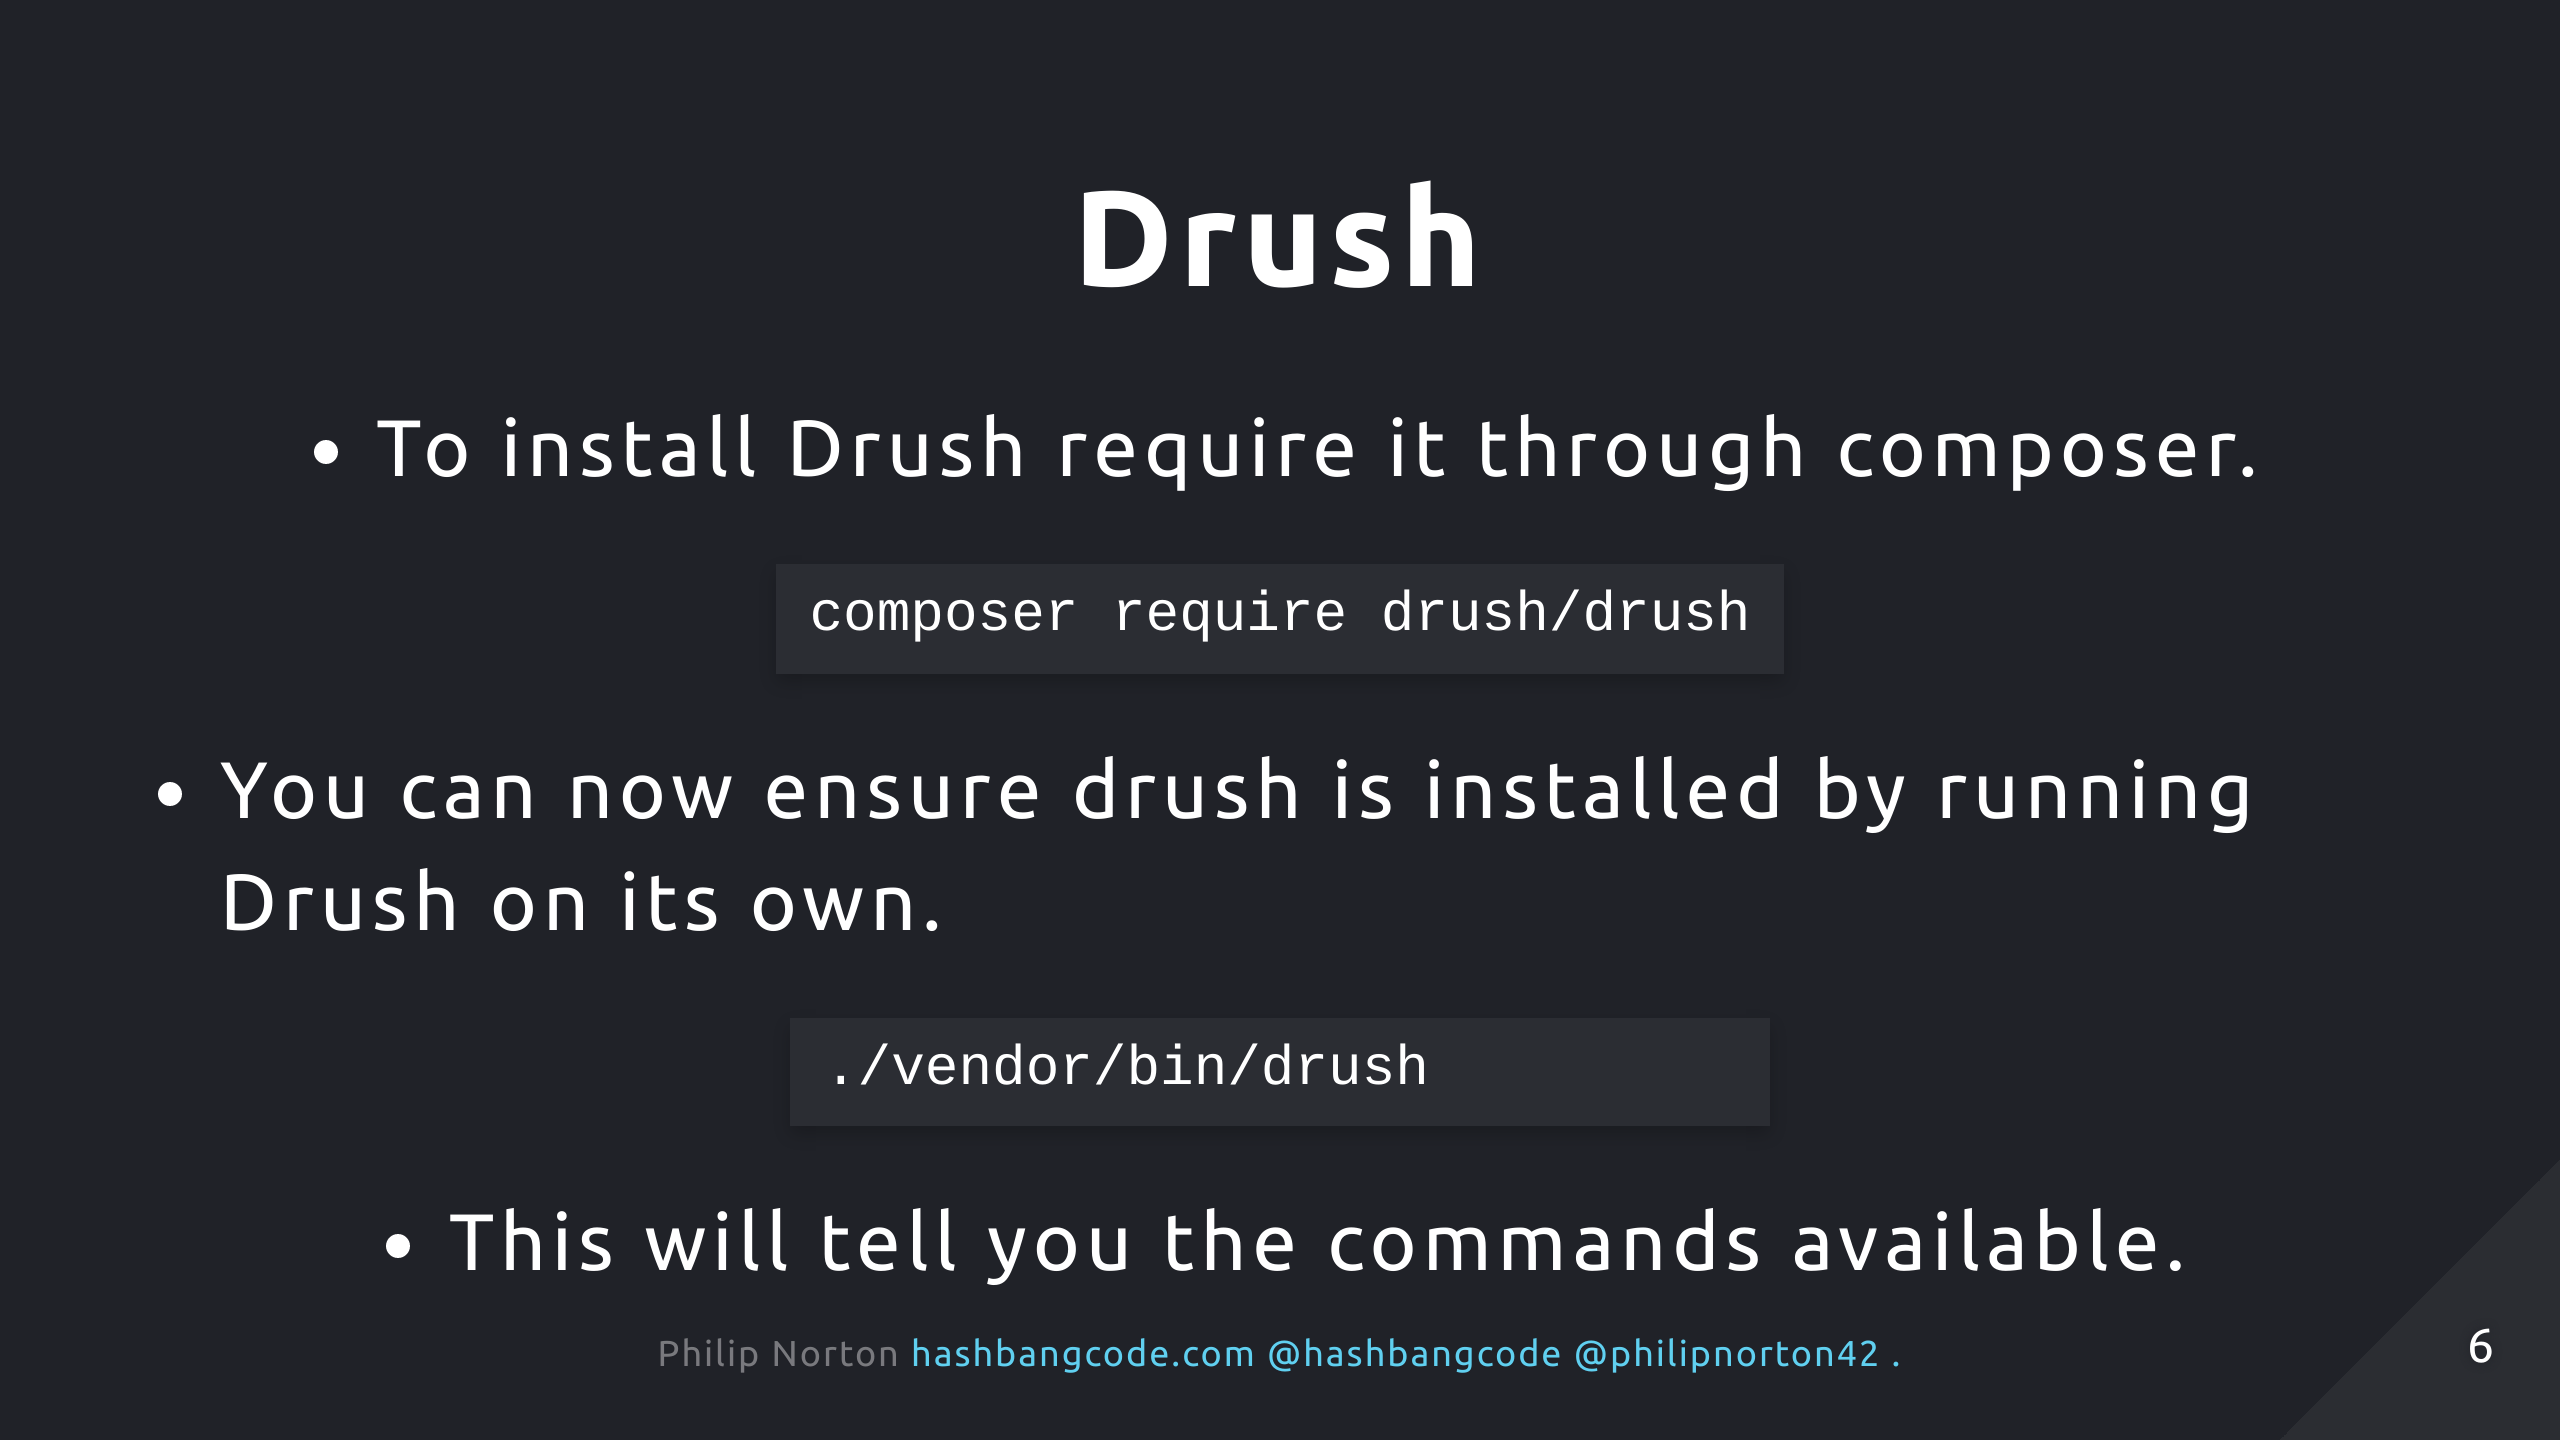 Drush
• To install Drush require it through composer.
composer require drush/drush
• You can now ensure drush is installed by running
Drush on its own.
./vendor/bin/drush
• This will tell you the commands available.
Philip Norton hashbangcode.com @hashbangcode @philipnorton42 .
6